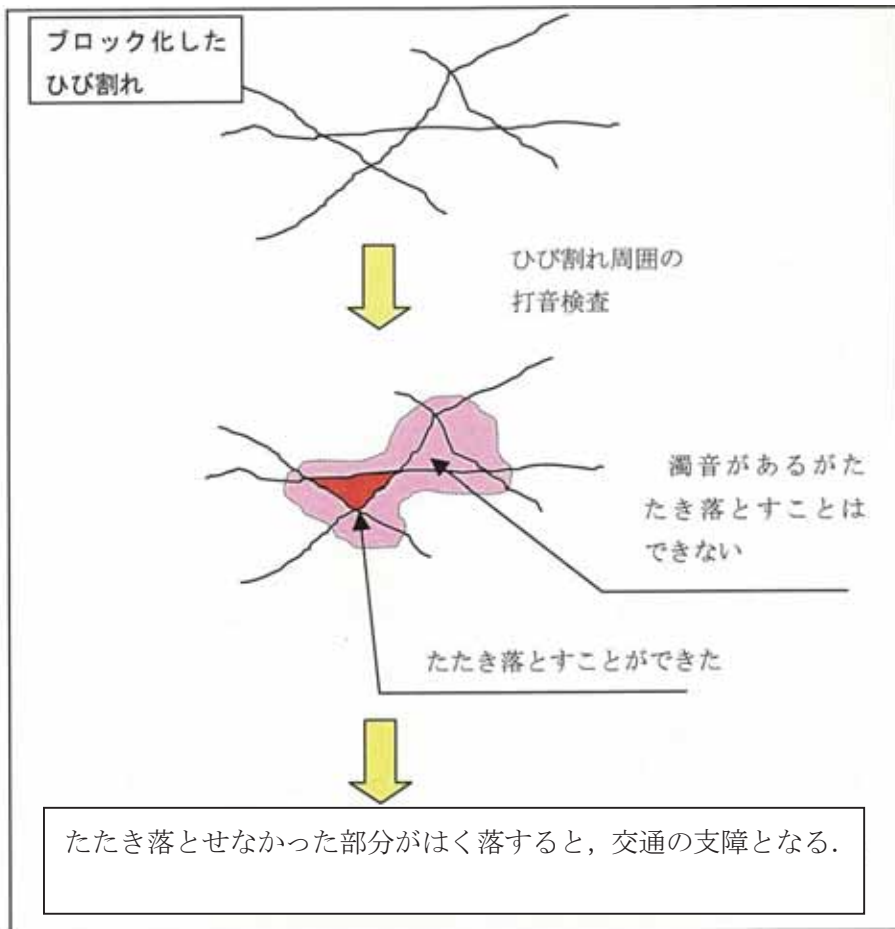 ブロック化した
ひび割れ
ひび割れ周囲の
打音検査
濁音があるがた
たき落とすことは
できない
たたき落とすことができた
たたき落とせなかった部分がはく落すると，交通の支障となる．